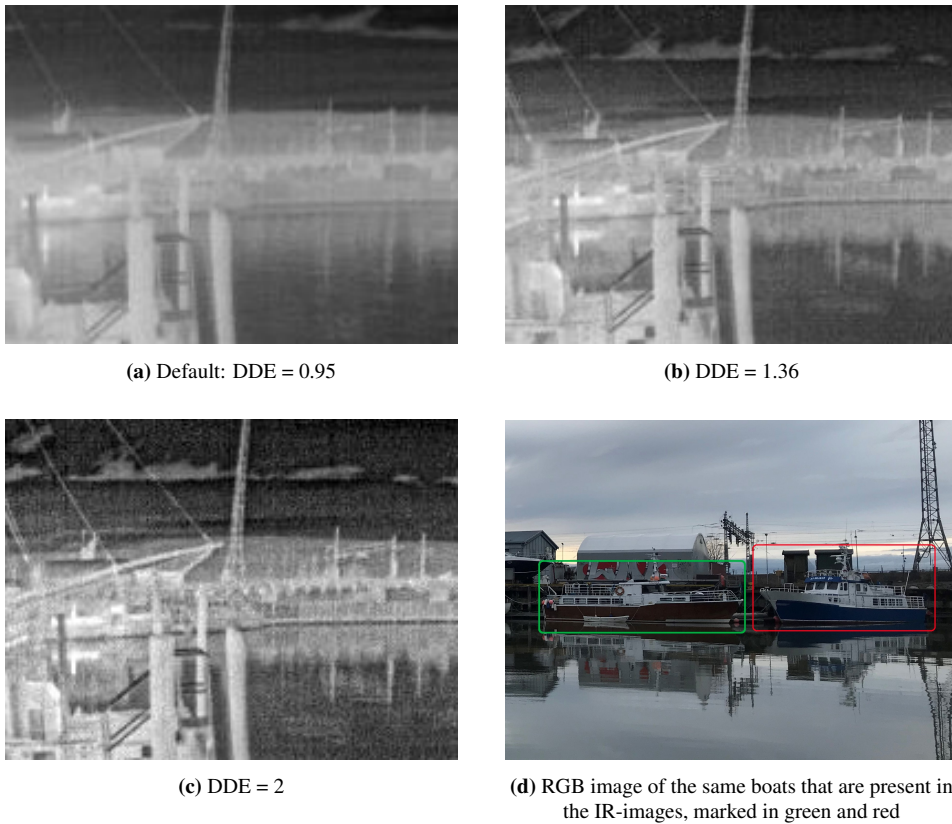 (a) Default: DDE = 0.95
(b) DDE = 1.36
(c) DDE = 2
(d) RGB image of the same boats that are present in
the IR-images, marked in green and red